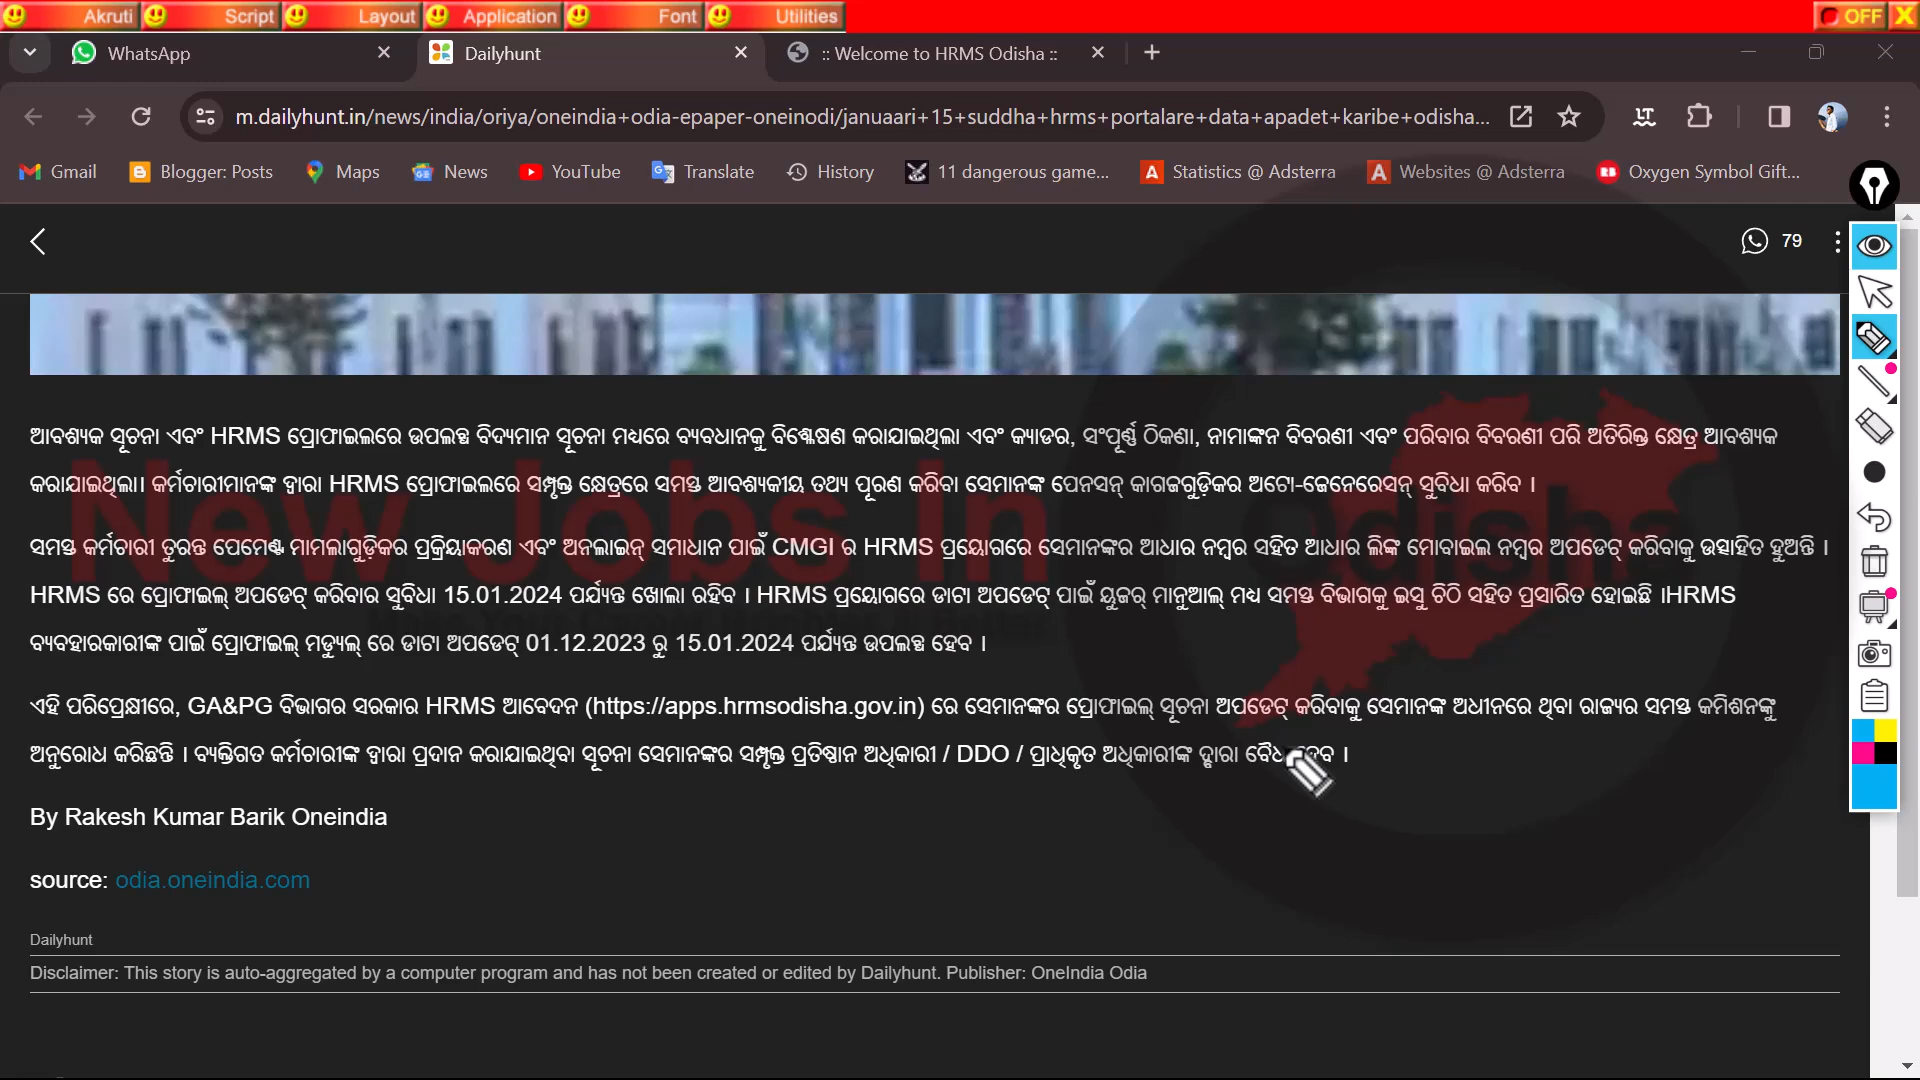 Akruti Script Layout Application Font Utilities OFF X
WhatsApp Dailyhunt :: Welcome to HRMS Odisha ::
m.dailyhunt.in/news/india/oriya/oneindia+odia-epaper-oneinodi/januaari+15+suddha+hrms+portalare+data+apadet+karibe+odisha...
Gmail Blogger: Posts Maps News YouTube Translate History 11 dangerous game... Statistics @ Adsterra Websites @ Adsterra Oxygen Symbol Gift...
79
ଆବଶ୍ୟକ ସୂଚନା ଏବଂ HRMS ପ୍ରୋଫାଇଲରେ ଉପଲବ୍ଧ ବିଦ୍ୟମାନ ସୂଚନା ମଧ୍ୟରେ ବ୍ୟବଧାନକୁ ବିଶ୍ଳେଷଣ କରାଯାଇଥିଲା ଏବଂ କ୍ୟାଡର, ସଂପୂର୍ଣ୍ଣ ଠିକଣା, ନାମାଙ୍କନ ବିବରଣୀ ଏବଂ ପରିବାର ବିବରଣୀ ପରି ଅତିରିକ୍ତ କ୍ଷେତ୍ର ଆବଶ୍ୟକ
କରାଯାଇଥିଲା। କର୍ମଚାରୀମାନଙ୍କ ଦ୍ୱାରା HRMS ପ୍ରୋଫାଇଲରେ ସମ୍ପୃକ୍ତ କ୍ଷେତ୍ରରେ ସମସ୍ତ ଆବଶ୍ୟକୀୟ ତଥ୍ୟ ପୂରଣ କରିବା ସେମାନଙ୍କ ପେନସନ୍ କାଗଜଗୁଡ଼ିକର ଅଟୋ-ଜେନେରେସନ୍ ସୁବିଧା କରିବ ।
New Jobs In Odisha
ସମସ୍ତ କର୍ମଚାରୀ ତୁରନ୍ତ ପେମେଣ୍ଟ ମାମଲାଗୁଡ଼ିକର ପ୍ରକ୍ରିୟାକରଣ ଏବଂ ଅନଲାଇନ୍ ସମାଧାନ ପାଇଁ CMGI ର HRMS ପ୍ରୟୋଗରେ ସେମାନଙ୍କର ଆଧାର ନମ୍ବର ସହିତ ଆଧାର ଲିଙ୍କ ମୋବାଇଲ ନମ୍ବର ଅପଡେଟ୍ କରିବାକୁ ଉତ୍ସାହିତ ହୁଅନ୍ତି ।
HRMS ରେ ପ୍ରୋଫାଇଲ୍ ଅପଡେଟ୍ କରିବାର ସୁବିଧା 15.01.2024 ପର୍ଯ୍ୟନ୍ତ ଖୋଲା ରହିବ । HRMS ପ୍ରୟୋଗରେ ଡାଟା ଅପଡେଟ୍ ପାଇଁ ୟୁଜର୍ ମାନୁଆଲ୍ ମଧ୍ୟ ସମସ୍ତ ବିଭାଗକୁ ଇସୁ ଚିଠି ସହିତ ପ୍ରସାରିତ ହୋଇଛି ।HRMS
ବ୍ୟବହାରକାରୀଙ୍କ ପାଇଁ ପ୍ରୋଫାଇଲ୍ ମଡ୍ୟୁଲ୍ ରେ ଡାଟା ଅପଡେଟ୍ 01.12.2023 ରୁ 15.01.2024 ପର୍ଯ୍ୟନ୍ତ ଉପଲବ୍ଧ ହେବ ।
ଏହି ପରିପ୍ରେକ୍ଷୀରେ, GA&PG ବିଭାଗର ସରକାର HRMS ଆବେଦନ (https://apps.hrmsodisha.gov.in) ରେ ସେମାନଙ୍କର ପ୍ରୋଫାଇଲ୍ ସୂଚନା ଅପଡେଟ୍ କରିବାକୁ ସେମାନଙ୍କ ଅଧୀନରେ ଥିବା ରାଜ୍ୟର ସମସ୍ତ କମିଶନଙ୍କୁ
ଅନୁରୋଧ କରିଛନ୍ତି । ବ୍ୟକ୍ତିଗତ କର୍ମଚାରୀଙ୍କ ଦ୍ୱାରା ପ୍ରଦାନ କରାଯାଇଥିବା ସୂଚନା ସେମାନଙ୍କର ସମ୍ପୃକ୍ତ ପ୍ରତିଷ୍ଠାନ ଅଧିକାରୀ / DDO / ପ୍ରାଧିକୃତ ଅଧିକାରୀଙ୍କ ଦ୍ବାରା ।
By Rakesh Kumar Barik Oneindia
source: odia.oneindia.com
Dailyhunt
Disclaimer: This story is auto-aggregated by a computer program and has not been created or edited by Dailyhunt. Publisher: OneIndia Odia